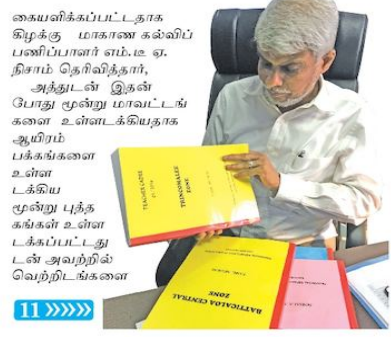 கையளிக்கப்பட்டதாக
கிழக்கு மாகாண கல்விப்
பணிப்பாளர் எம்.டீ ஏ.
நிசாம் தெரிவித்தார்,
அத்துடன் இதன்
போது மூன்று மாவட்டங்
களை உள்ளடக்கியதாக
ஆயிரம்
பக்கங்களை
உள்ள
டக்கிய
மூன்று புத்த
கங்கள் உள்ள
டக்கப்பட்டது
டன் அவற்றில்
வெற்றிடங்களை
11
TEACHER CADRE
TRINCOMALEE
ZONE
BATTICALOA CENTRAL
ZONE